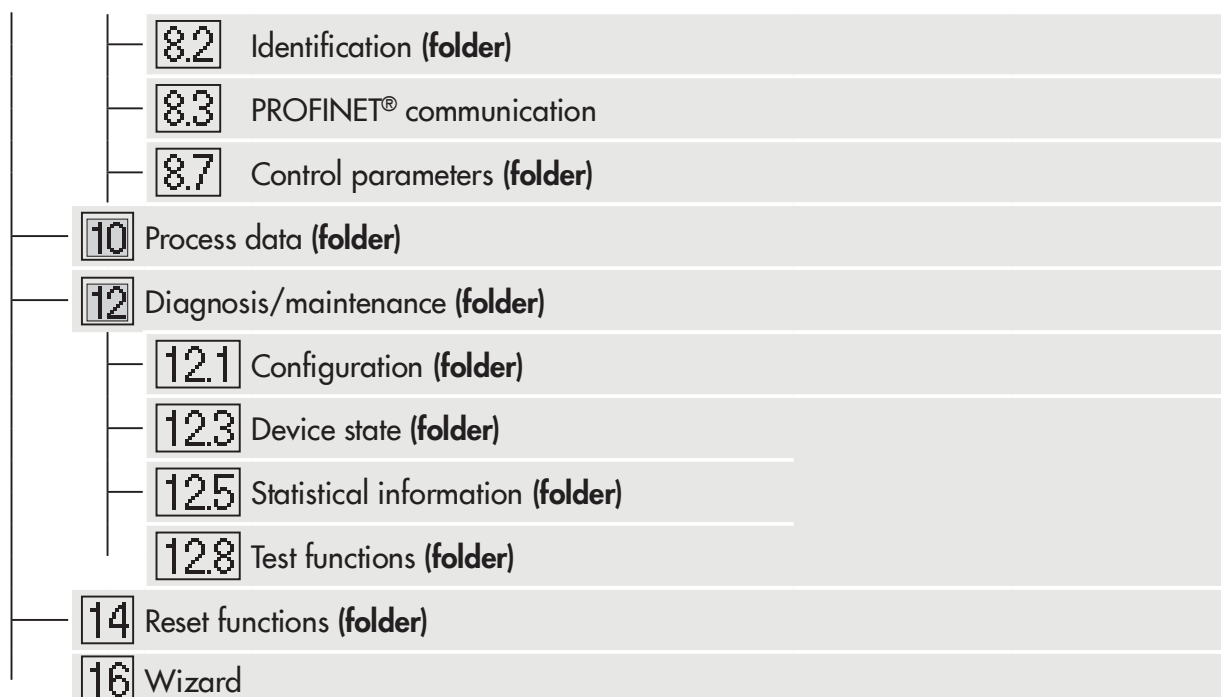 8.2 Identification (folder)
8.3 PROFINET® communication
8.7 Control parameters (folder)
10 Process data (folder)
12 Diagnosis/maintenance (folder)
12.1 Configuration (folder)
12.3 Device state (folder)
12.5 Statistical information (folder)
12.8 Test functions (folder)
14 Reset functions (folder)
16 Wizard